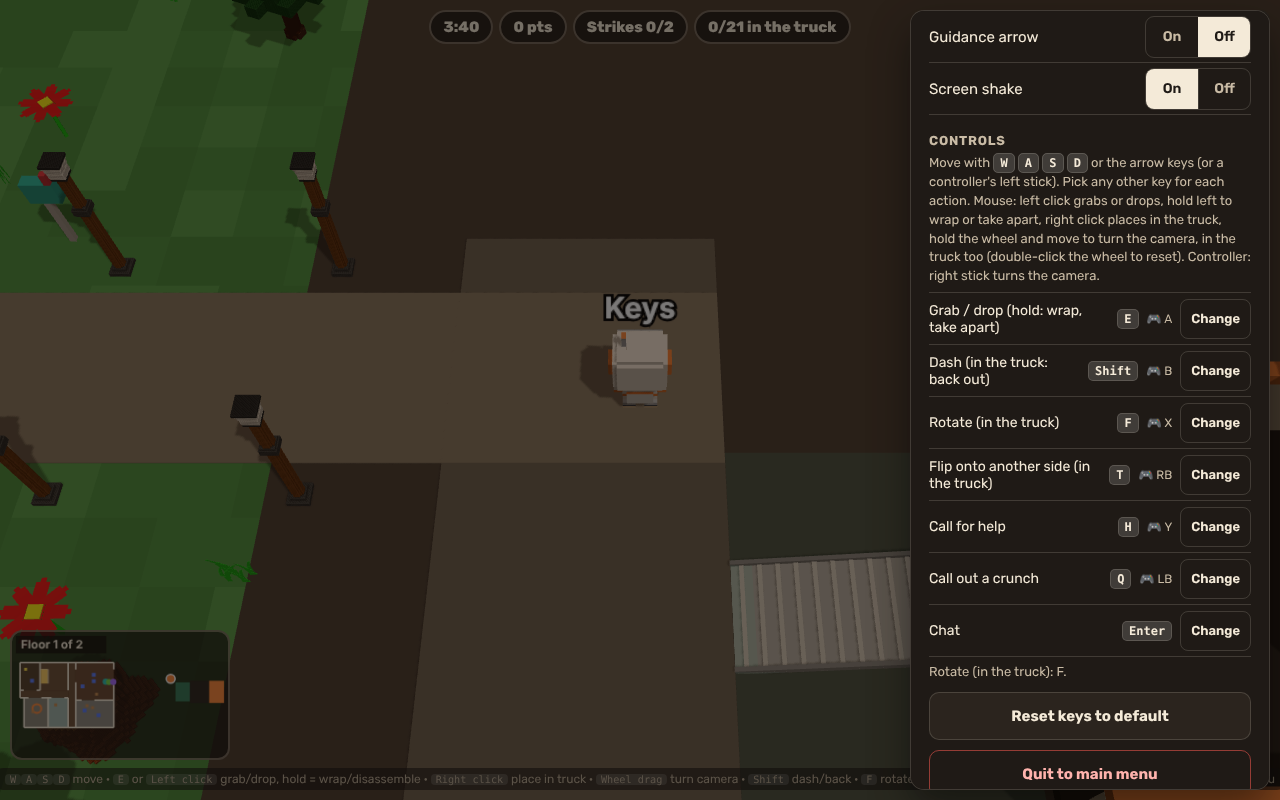 3:40
0 pts
Strikes 0/2
0/21 in the truck
Guidance arrow
On
Off
Screen shake
On
Off
CONTROLS
Move with W A S D or the arrow keys (or a
controller's left stick). Pick any other key for each
action. Mouse: left click grabs or drops, hold left to
wrap or take apart, right click places in the truck,
hold the wheel and move to turn the camera, in the
truck too (double-click the wheel to reset). Controller:
right stick turns the camera.
Grab / drop (hold: wrap,
take apart)
E
A
Change
Dash (in the truck:
back out)
Shift
B
Change
Rotate (in the truck)
F
X
Change
Flip onto another side (in
the truck)
T
RB
Change
Call for help
H
Y
Change
Call out a crunch
Q
LB
Change
Chat
Enter
Change
Rotate (in the truck): F.
Reset keys to default
Quit to main menu
Keys
Floor 1 of 2
W A S D move • E or Left click grab/drop, hold = wrap/disassemble • Right click place in truck • Wheel drag turn camera • Shift dash/back • F rotate